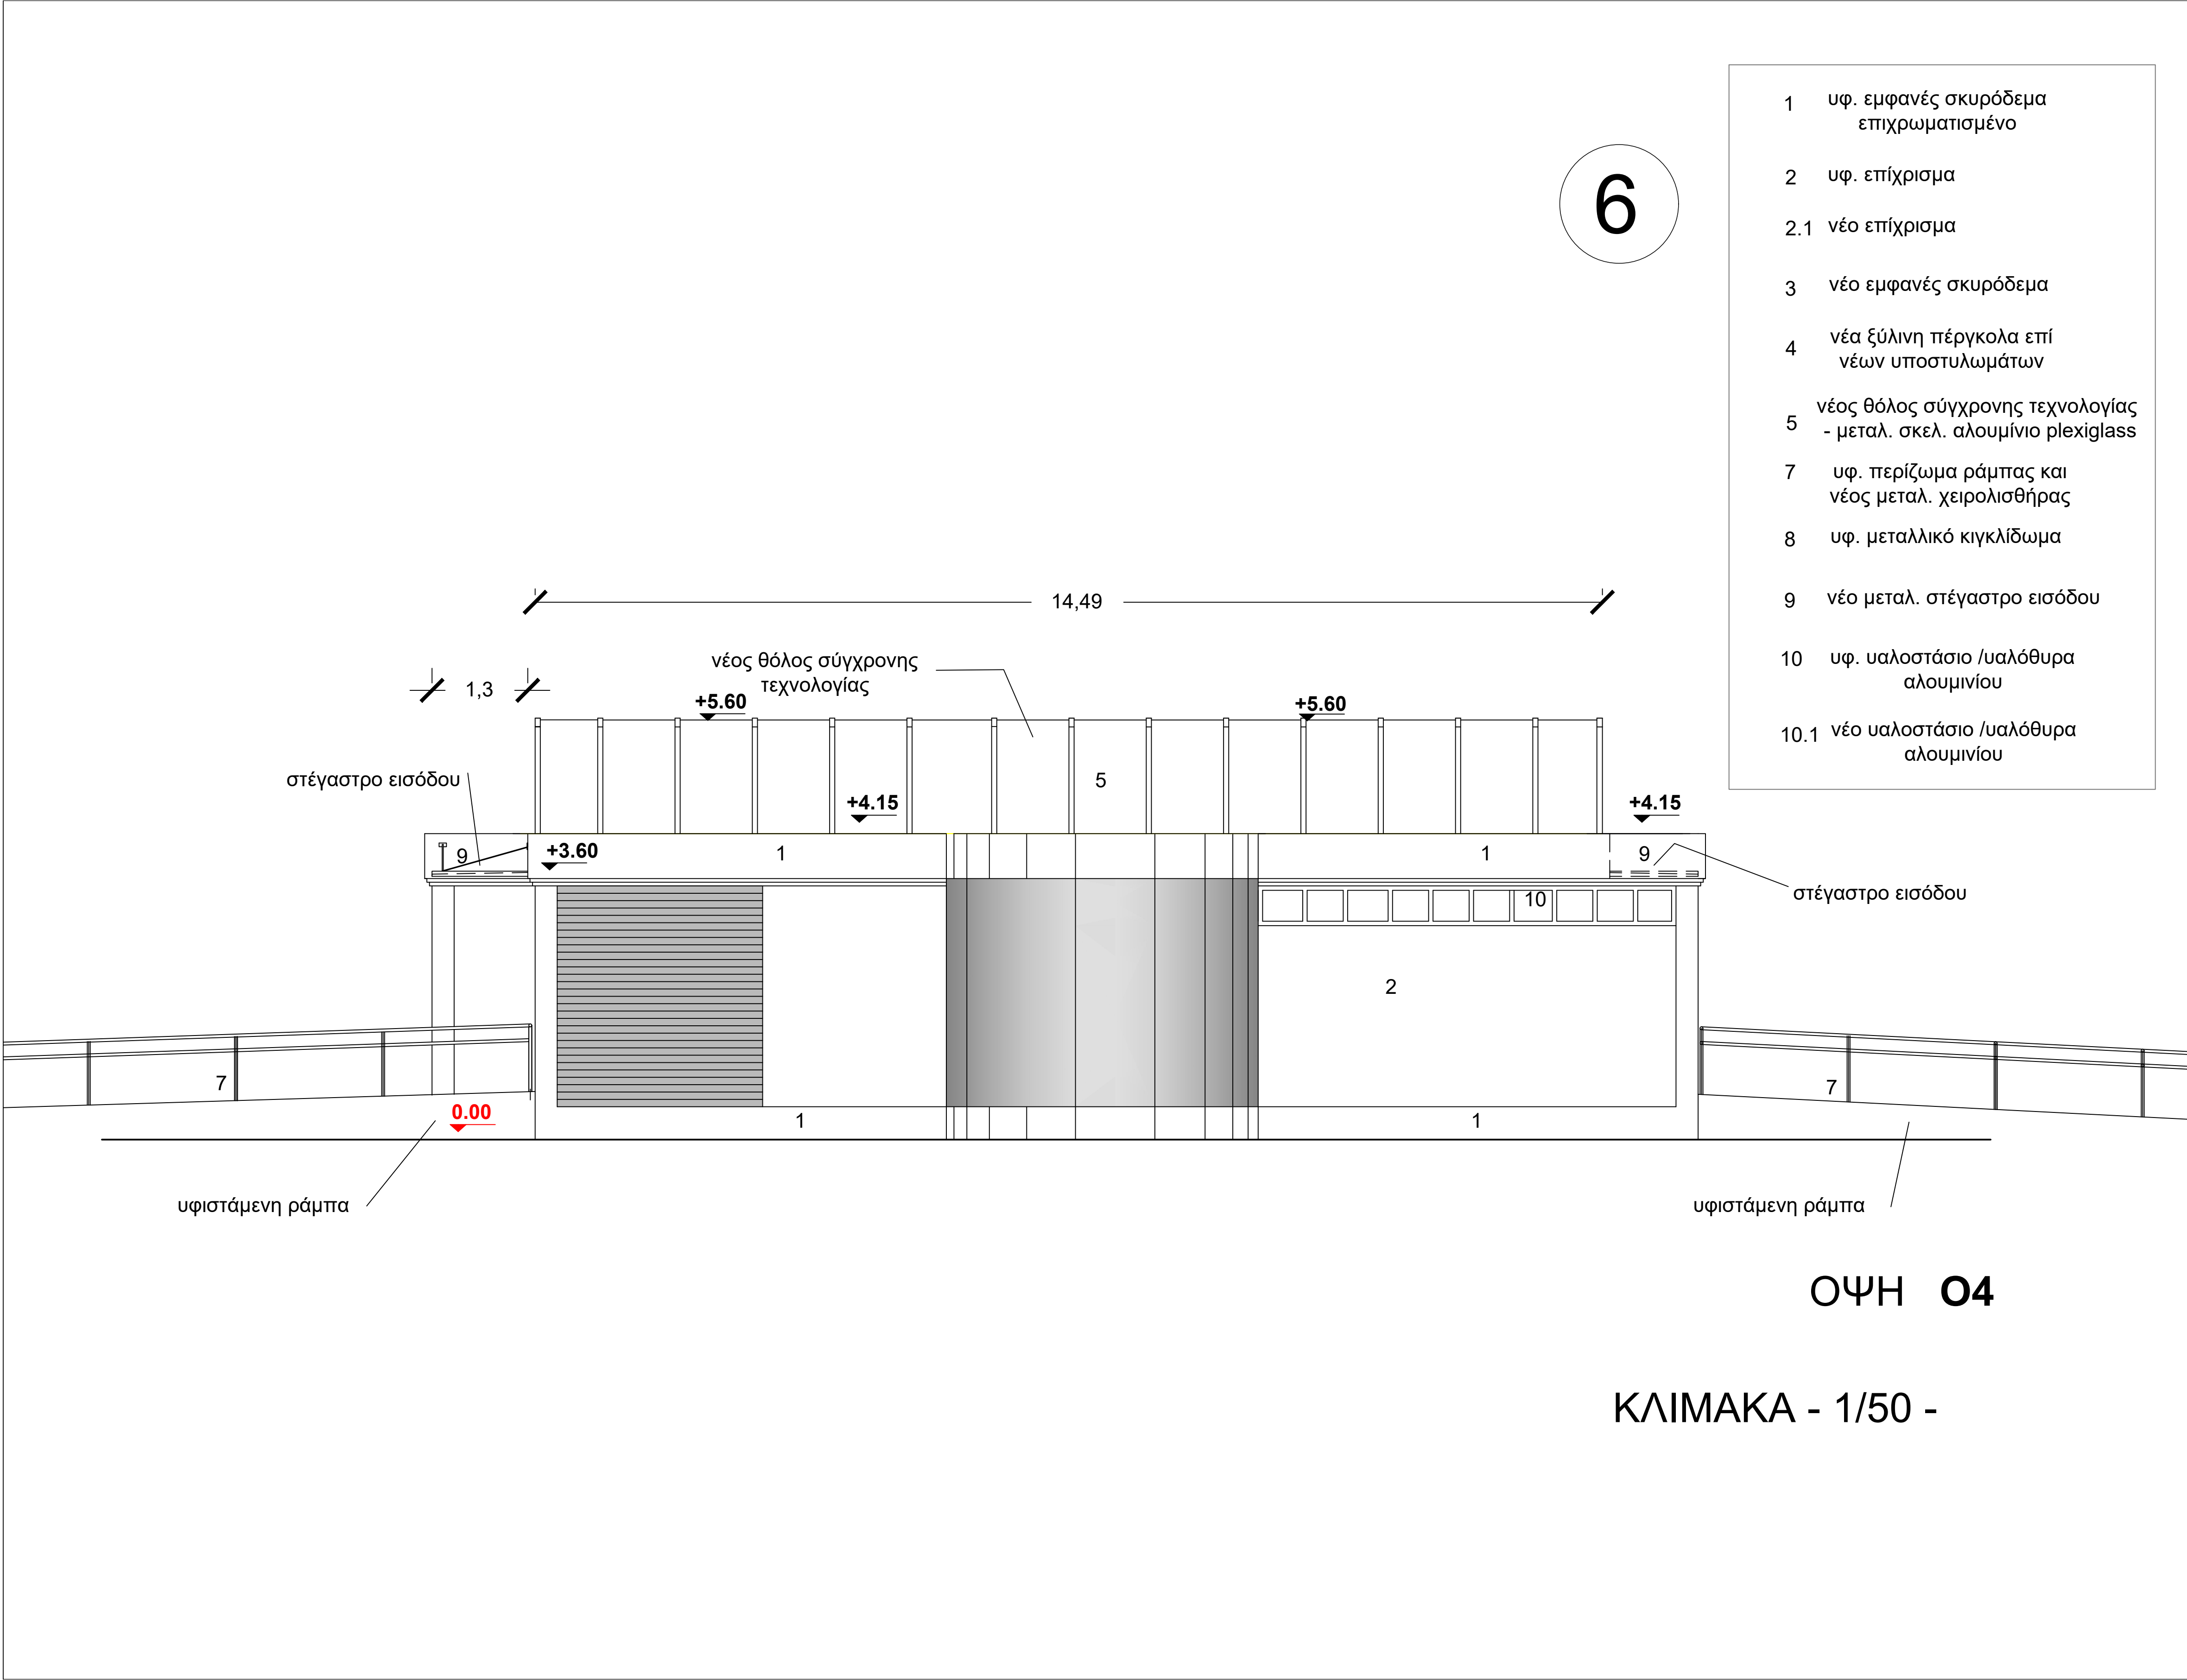 1 υφ. εμφανές σκυρόδεμα
επιχρωματισμένο
2 υφ. επίχρισμα
2.1 νέο επίχρισμα
3 νέο εμφανές σκυρόδεμα
4 νέα ξύλινη πέργκολα επί
νέων υποστυλωμάτων
5 νέος θόλος σύγχρονης τεχνολογίας
- μεταλ. σκελ. αλουμίνιο plexiglass
7 υφ. περίζωμα ράμπας και
νέος μεταλ. χειρολισθήρας
8 υφ. μεταλλικό κιγκλίδωμα
9 νέο μεταλ. στέγαστρο εισόδου
10 υφ. υαλοστάσιο /υαλόθυρα
αλουμινίου
10.1 νέο υαλοστάσιο /υαλόθυρα
αλουμινίου
6
14,49
νέος θόλος σύγχρονης
τεχνολογίας
1,3
+5.60
+5.60
στέγαστρο εισόδου
5
+4.15
+4.15
9
+3.60
1
1
9
στέγαστρο εισόδου
10
2
7
7
0.00
1
1
υφιστάμενη ράμπα
υφιστάμενη ράμπα
ΟΨΗ Ο4
ΚΛΙΜΑΚΑ - 1/50 -